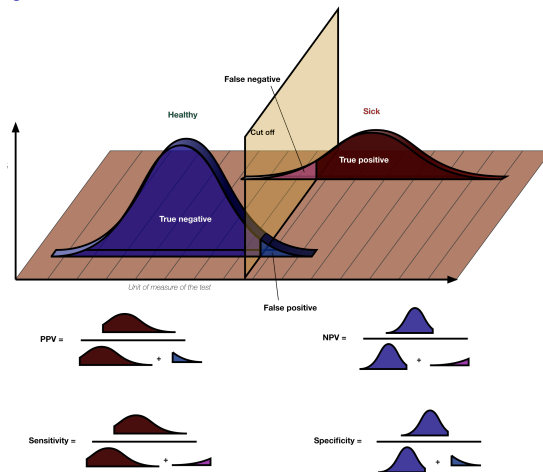 False negative
Healthy
Sick
Cut off
True positive
True negative
Unit of measure of the test
False positive
PPV =
+
NPV =
+
Sensitivity =
+
Specificity =
+